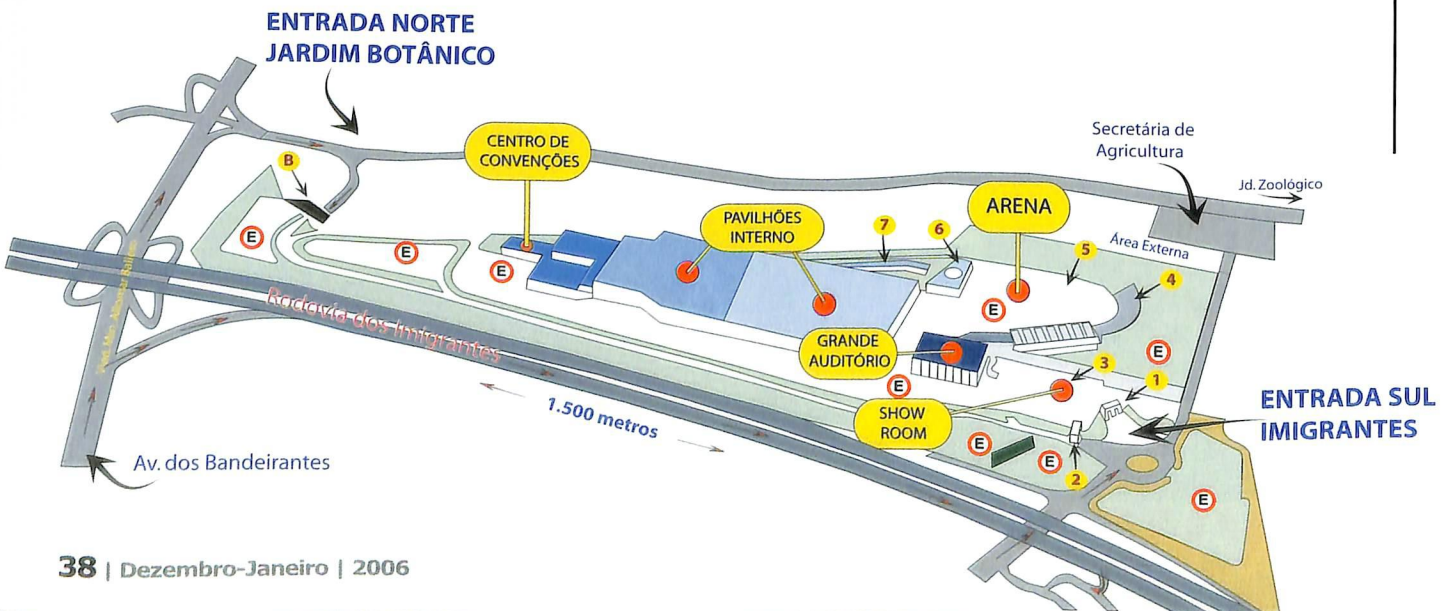 ENTRADA NORTE
JARDIM BOTÂNICO
Secretária de
Agricultura
Jd. Zoológico
B
CENTRO DE
CONVENÇÕES
PAVILHÕES
INTERNO
7
6
ARENA
5
Área Externa
4
E
E
E
E
E
Rodovia dos Imigrantes
GRANDE
AUDITÓRIO
3
1
E
SHOW
ROOM
1.500 metros
ENTRADA SUL
IMIGRANTES
E
E
2
E
Av. dos Bandeirantes
38 | Dezembro-Janeiro | 2006